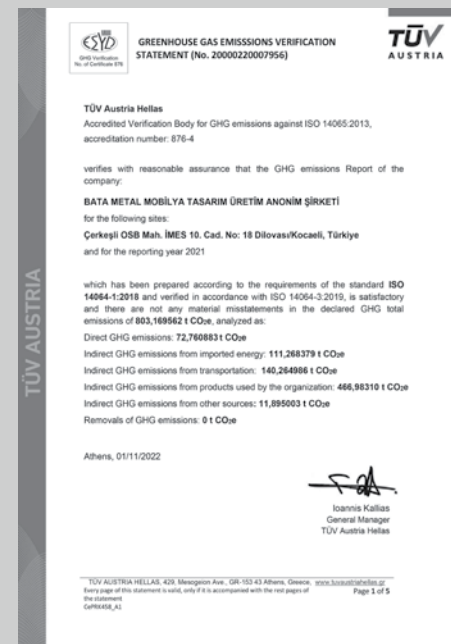 ESYD
GHG Verification
No. of Certificate 876
GREENHOUSE GAS EMISSSIONS VERIFICATION
STATEMENT (No. 20000220007956)
TÜV
AUSTRIA
TÜV AUSTRIA
TÜV Austria Hellas
Accredited Verification Body for GHG emissions against ISO 14065:2013,
accreditation number: 876-4
verifies with reasonable assurance that the GHG emissions Report of the
company:
BATA METAL MOBİLYA TASARIM ÜRETİM ANONİM ŞİRKETİ
for the following sites:
Çerkeşli OSB Mah. İMES 10. Cad. No: 18 Dilovası/Kocaeli, Türkiye
and for the reporting year 2021
which has been prepared according to the requirements of the standard ISO
14064-1:2018 and verified in accordance with ISO 14064-3:2019, is satisfactory
and there are not any material misstatements in the declared GHG total
emissions of 803,169562 t CO₂e, analyzed as:
Direct GHG emissions: 72,760883 t CO₂e
Indirect GHG emissions from imported energy: 111,268379 t CO₂e
Indirect GHG emissions from transportation: 140,264986 t CO₂e
Indirect GHG emissions from products used by the organization: 466,98310 t CO₂e
Indirect GHG emissions from other sources: 11,895003 t CO₂e
Removals of GHG emissions: 0 t CO₂e
Athens, 01/11/2022
Ioannis Kallias
General Manager
TÜV Austria Hellas
TÜV AUSTRIA HELLAS, 429, Mesogeion Ave., GR-153 43 Athens, Greece, www.tuvaustriahellas.gr
Every page of this statement is valid, only if it is accompanied with the rest pages of
the statement
Page 1 of 5
CePRK458_A1